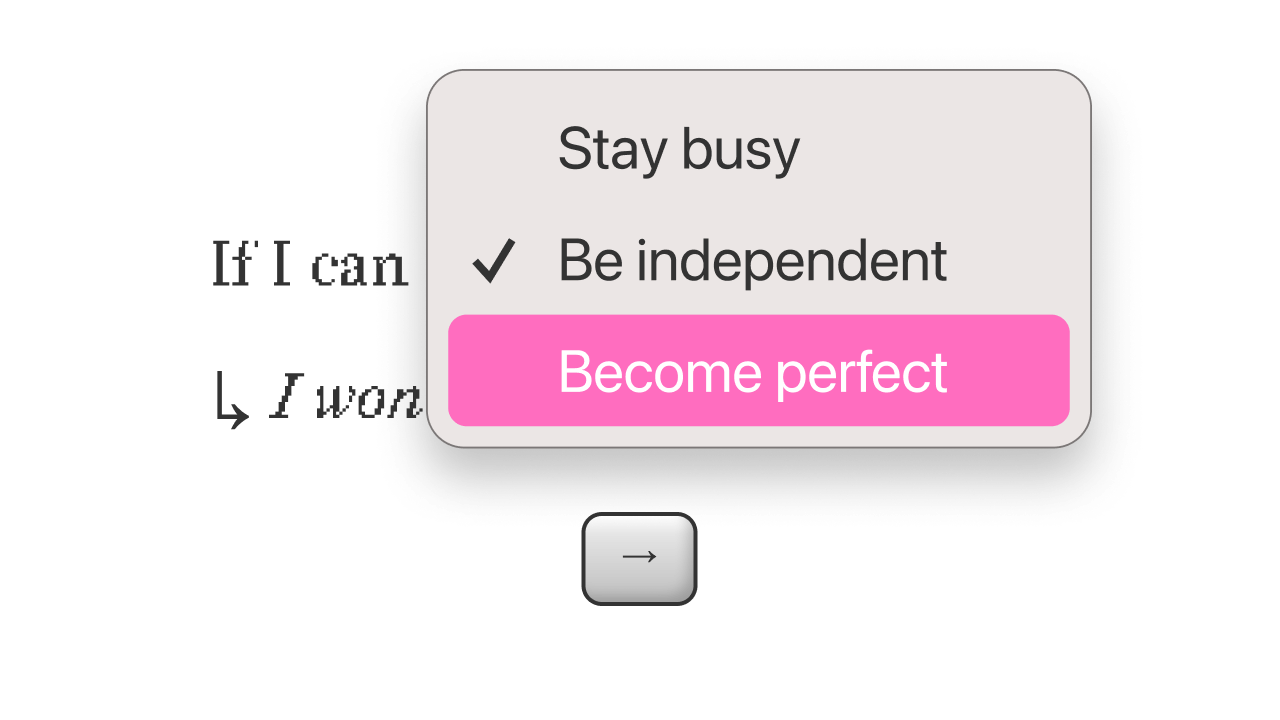 Stay busy
If I can ✓ Be independent
Become perfect
↳ I won
→